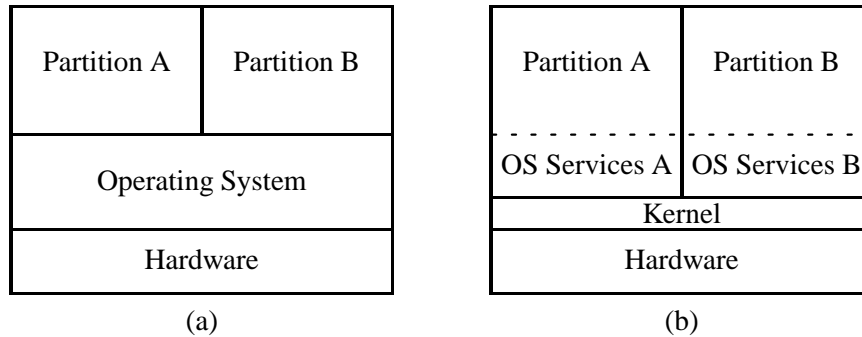 Partition A
Partition B
Operating System
Hardware
(a)
Partition A
Partition B
OS Services A
OS Services B
Kernel
Hardware
(b)